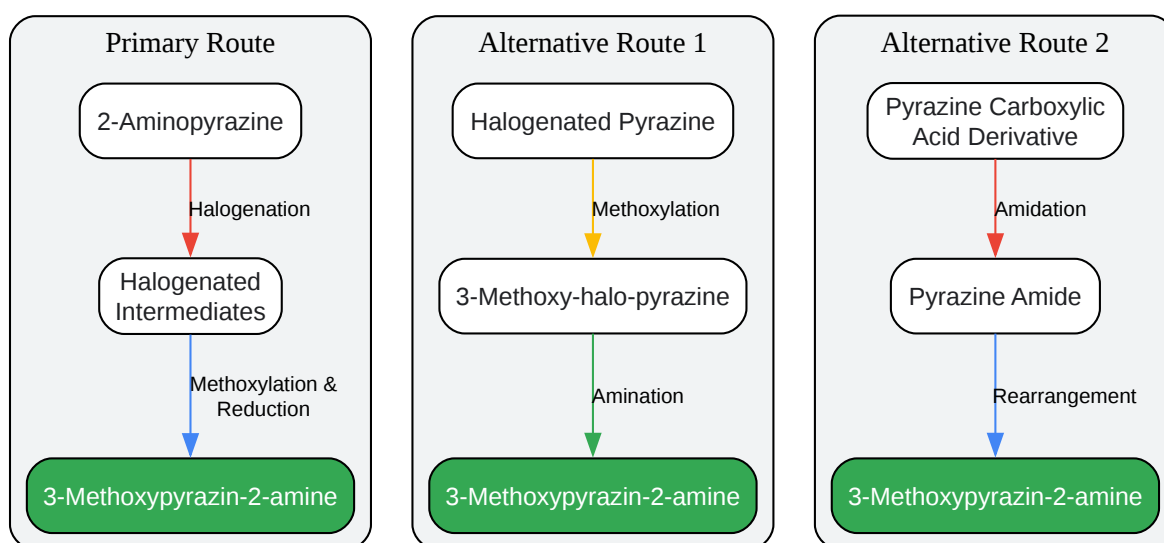 Primary Route
2-Aminopyrazine
Halogenation
Halogenated
Intermediates
Methoxylation &
Reduction
3-Methoxypyrazin-2-amine
Alternative Route 1
Halogenated Pyrazine
Methoxylation
3-Methoxy-halo-pyrazine
Amination
3-Methoxypyrazin-2-amine
Alternative Route 2
Pyrazine Carboxylic
Acid Derivative
Amidation
Pyrazine Amide
Rearrangement
3-Methoxypyrazin-2-amine